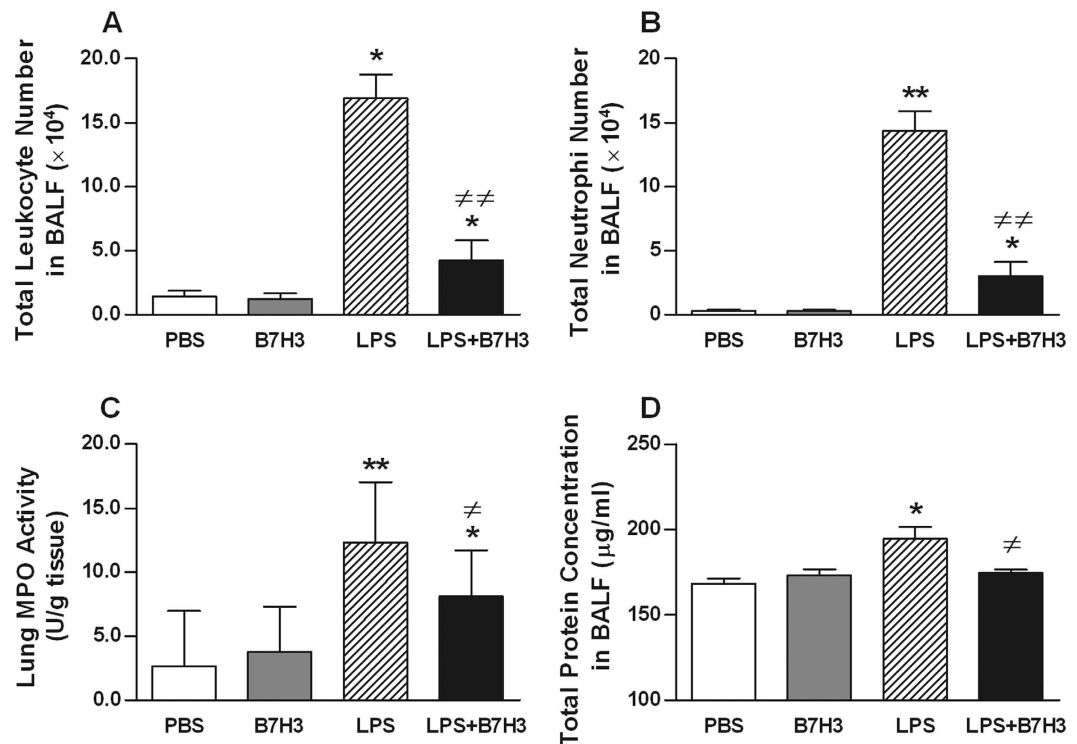 A
Total Leukocyte Number
in BALF (× 10⁴)
20.0
15.0
10.0
5.0
0.0
*
≠≠
*
PBS
B7H3
LPS
LPS+B7H3
B
Total Neutrophi Number
in BALF (× 10⁴)
20
15
10
5
0
**
≠≠
*
PBS
B7H3
LPS
LPS+B7H3
C
Lung MPO Activity
(U/g tissue)
20.0
15.0
10.0
5.0
0.0
**
≠
*
PBS
B7H3
LPS
LPS+B7H3
D
Total Protein Concentration
in BALF (μg/ml)
250
200
150
100
*
≠
PBS
B7H3
LPS
LPS+B7H3